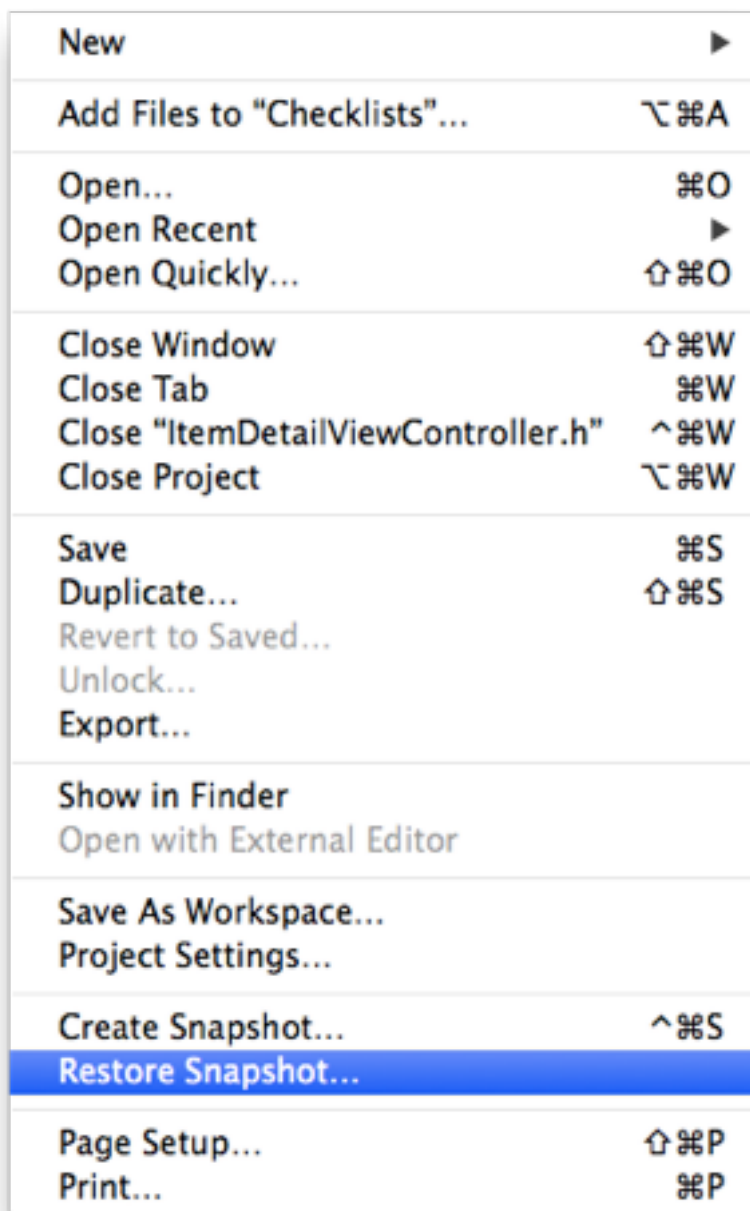 New ▶
Add Files to “Checklists”... ⌥⌘A
Open... ⌘O
Open Recent ▶
Open Quickly... ⇧⌘O
Close Window ⇧⌘W
Close Tab ⌘W
Close “ItemDetailViewController.h” ^⌘W
Close Project ⌥⌘W
Save ⌘S
Duplicate... ⇧⌘S
Revert to Saved...
Unlock...
Export...
Show in Finder
Open with External Editor
Save As Workspace...
Project Settings...
Create Snapshot... ^⌘S
Restore Snapshot...
Page Setup... ⇧⌘P
Print... ⌘P